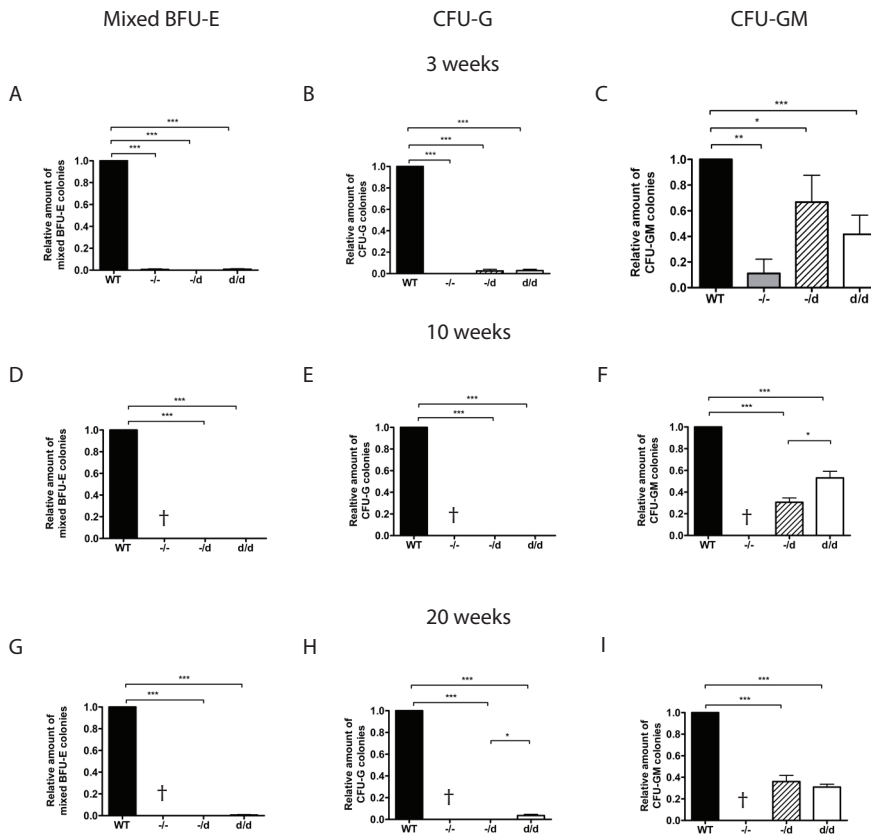 Mixed BFU-E
CFU-G
CFU-GM
3 weeks
A
***
***
***
Relative amount of
mixed BFU-E colonies
1.0
0.8
0.6
0.4
0.2
0.0
WT -/- -/d d/d
B
***
***
***
Relative amount of
CFU-G colonies
1.0
0.8
0.6
0.4
0.2
0.0
WT -/- -/d d/d
C
***
*
**
Relative amount of
CFU-GM colonies
1.0
0.8
0.6
0.4
0.2
0.0
WT -/- -/d d/d
10 weeks
D
***
***
Relative amount of
mixed BFU-E colonies
1.0
0.8
0.6
0.4
0.2
0.0
†
WT -/- -/d d/d
E
***
***
Realtive amount of
CFU-G colonies
1.0
0.8
0.6
0.4
0.2
0.0
†
WT -/- -/d d/d
F
***
***
*
Relative amount of
CFU-GM colonies
1.0
0.8
0.6
0.4
0.2
0.0
†
WT -/- -/d d/d
20 weeks
G
***
***
Relative amount of
mixed BFU-E colonies
1.0
0.8
0.6
0.4
0.2
0.0
†
WT -/- -/d d/d
H
***
***
*
Relative amount of
CFU-G colonies
1.0
0.8
0.6
0.4
0.2
0.0
†
WT -/- -/d d/d
I
***
***
Relative amount of
CFU-GM colonies
1.0
0.8
0.6
0.4
0.2
0.0
†
WT -/- -/d d/d